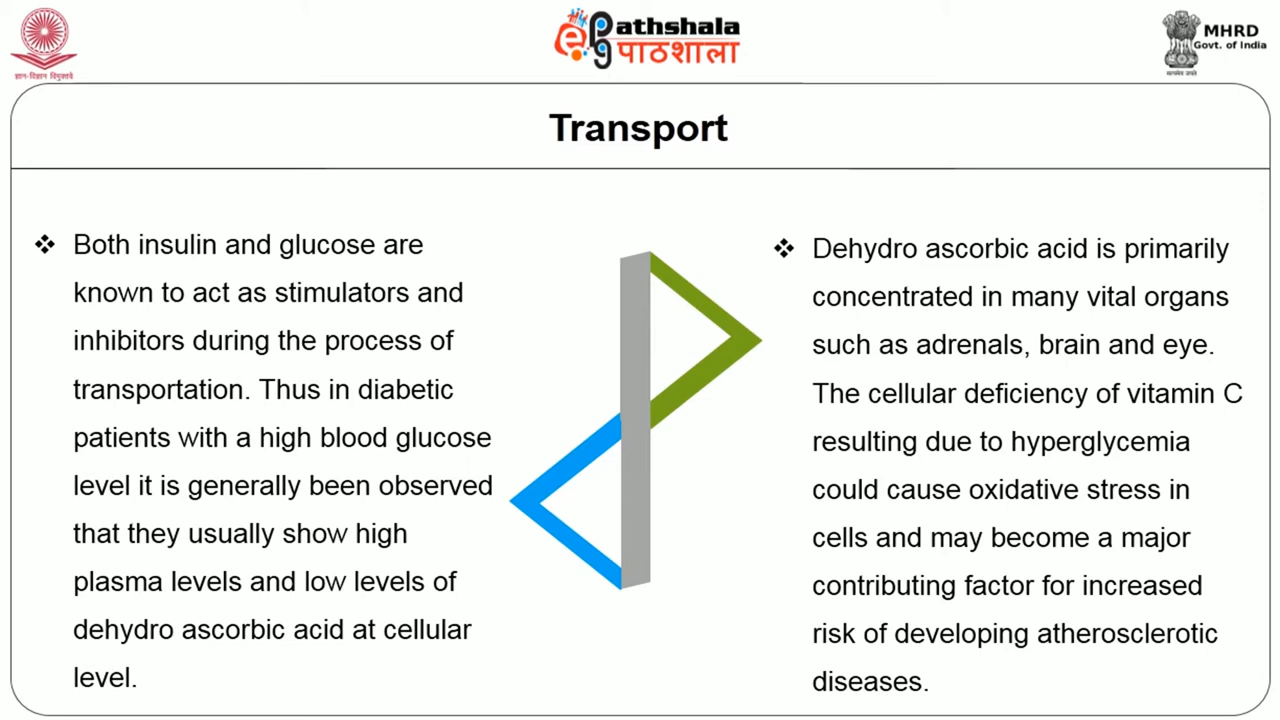 ज्ञान-विज्ञान विमुक्तये
ePathshala
पाठशाला
MHRD
Govt. of India
सत्यमेव जयते
Transport
❖ Both insulin and glucose are
known to act as stimulators and
inhibitors during the process of
transportation. Thus in diabetic
patients with a high blood glucose
level it is generally been observed
that they usually show high
plasma levels and low levels of
dehydro ascorbic acid at cellular
level.
❖ Dehydro ascorbic acid is primarily
concentrated in many vital organs
such as adrenals, brain and eye.
The cellular deficiency of vitamin C
resulting due to hyperglycemia
could cause oxidative stress in
cells and may become a major
contributing factor for increased
risk of developing atherosclerotic
diseases.